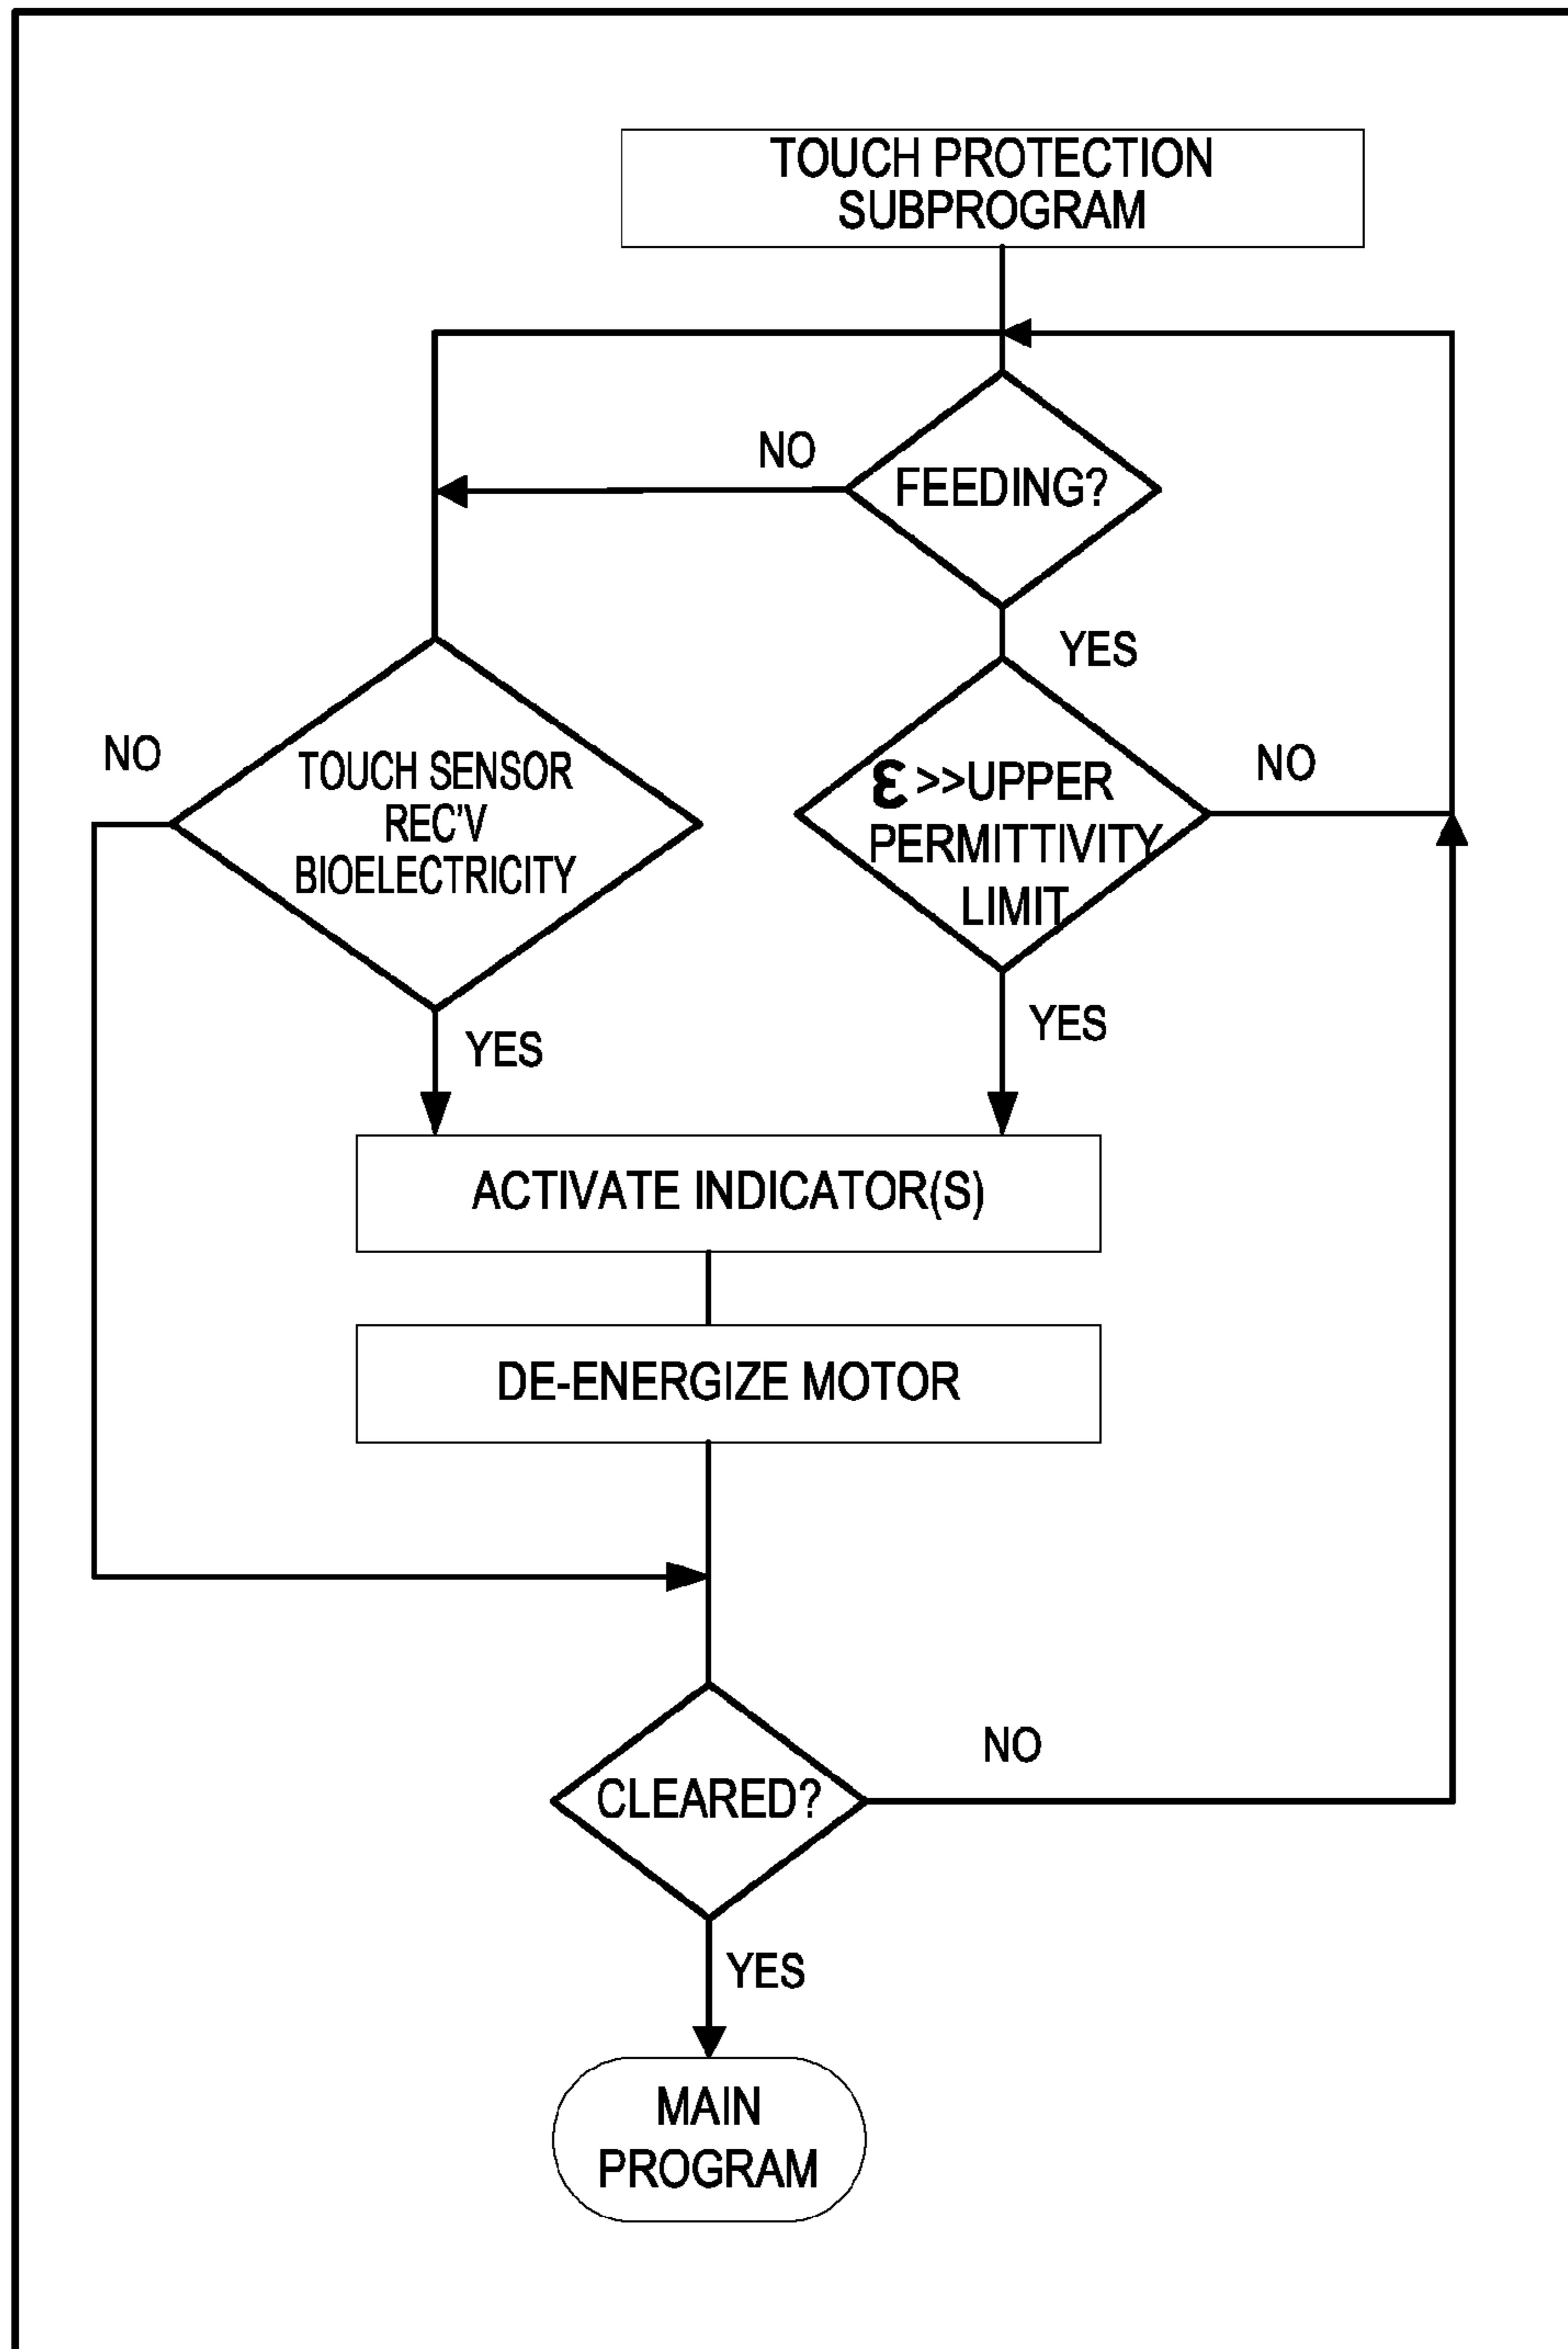 TOUCH PROTECTION
SUBPROGRAM
NO
FEEDING?
YES
NO
TOUCH SENSOR
REC'V
BIOELECTRICITY
ε >>UPPER
PERMITTIVITY
LIMIT
NO
YES
YES
ACTIVATE INDICATOR(S)
DE-ENERGIZE MOTOR
CLEARED?
NO
YES
MAIN
PROGRAM